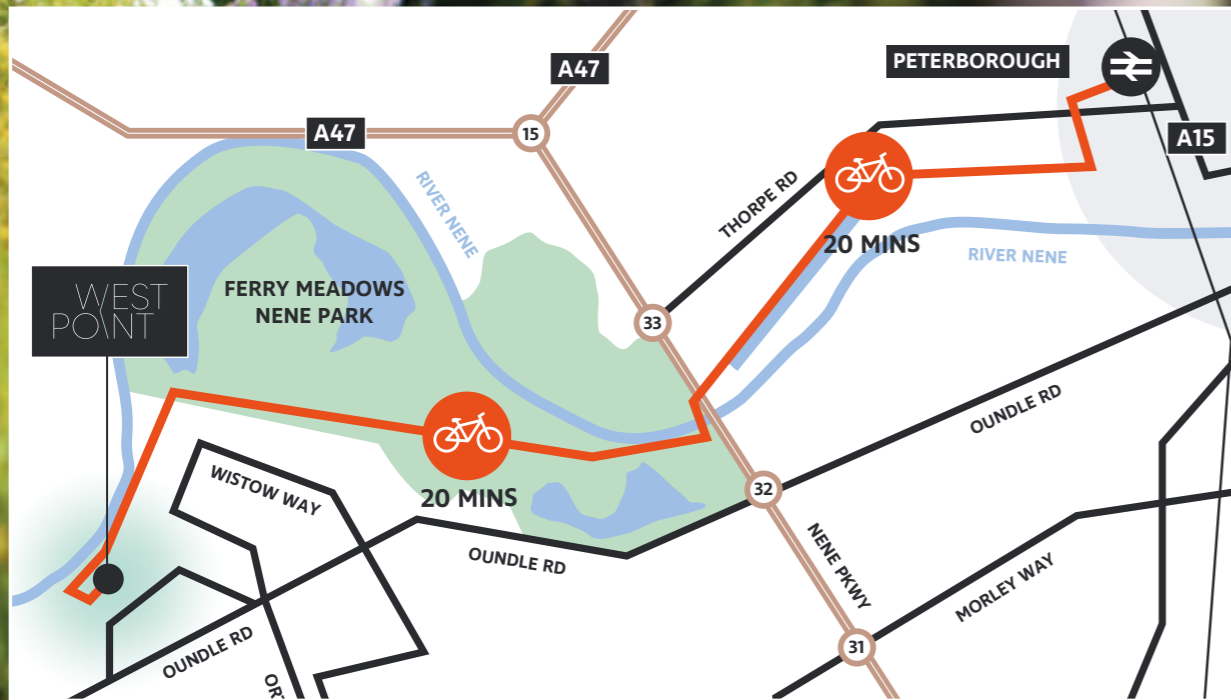 A47
PETERBOROUGH
A47
15
A15
THORPE RD
RIVER NENE
20 MINS
RIVER NENE
WEST
POINT
FERRY MEADOWS
NENE PARK
33
OUNDLE RD
WISTOW WAY
20 MINS
32
OUNDLE RD
NENE PKWY
MORLEY WAY
OUNDLE RD
31
OR